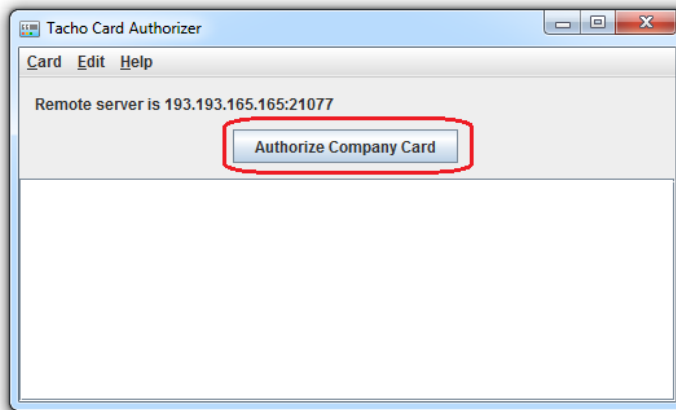 Tacho Card Authorizer
Card Edit Help
Remote server is 193.193.165.165:21077
Authorize Company Card